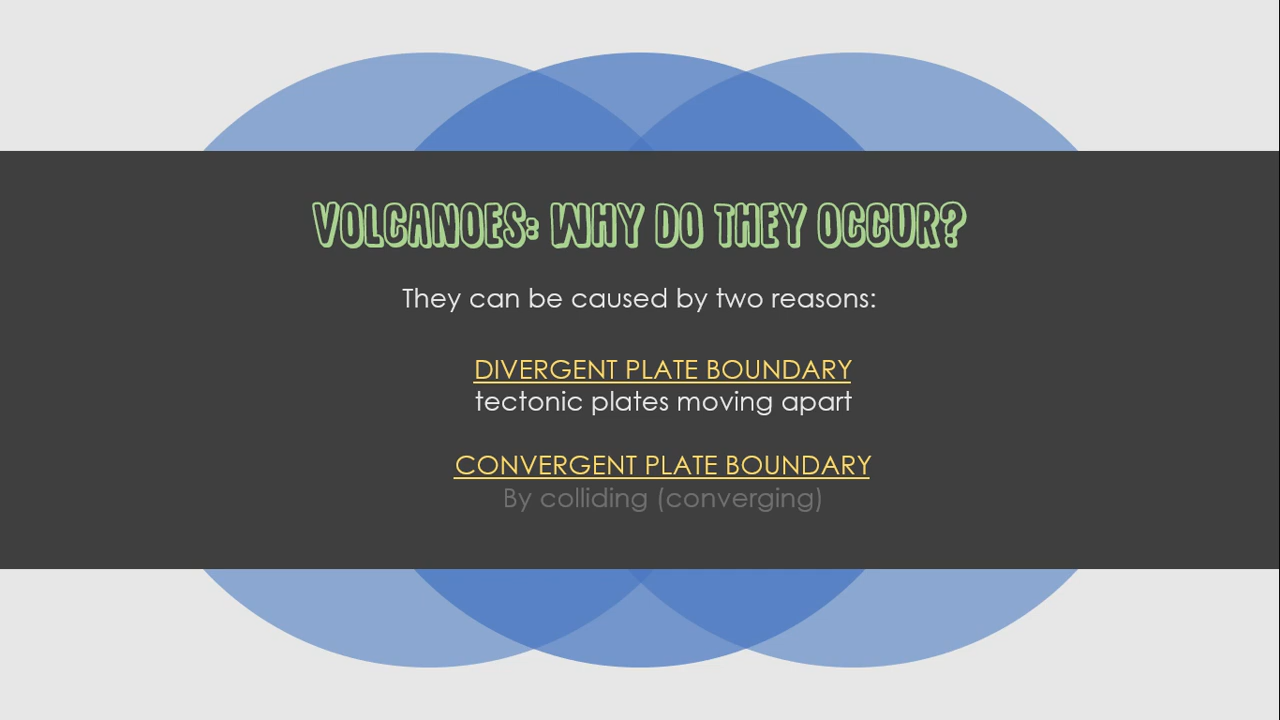 VOLCANOES: WHY DO THEY OCCUR?
They can be caused by two reasons:
DIVERGENT PLATE BOUNDARY
tectonic plates moving apart
CONVERGENT PLATE BOUNDARY
By colliding (converging)